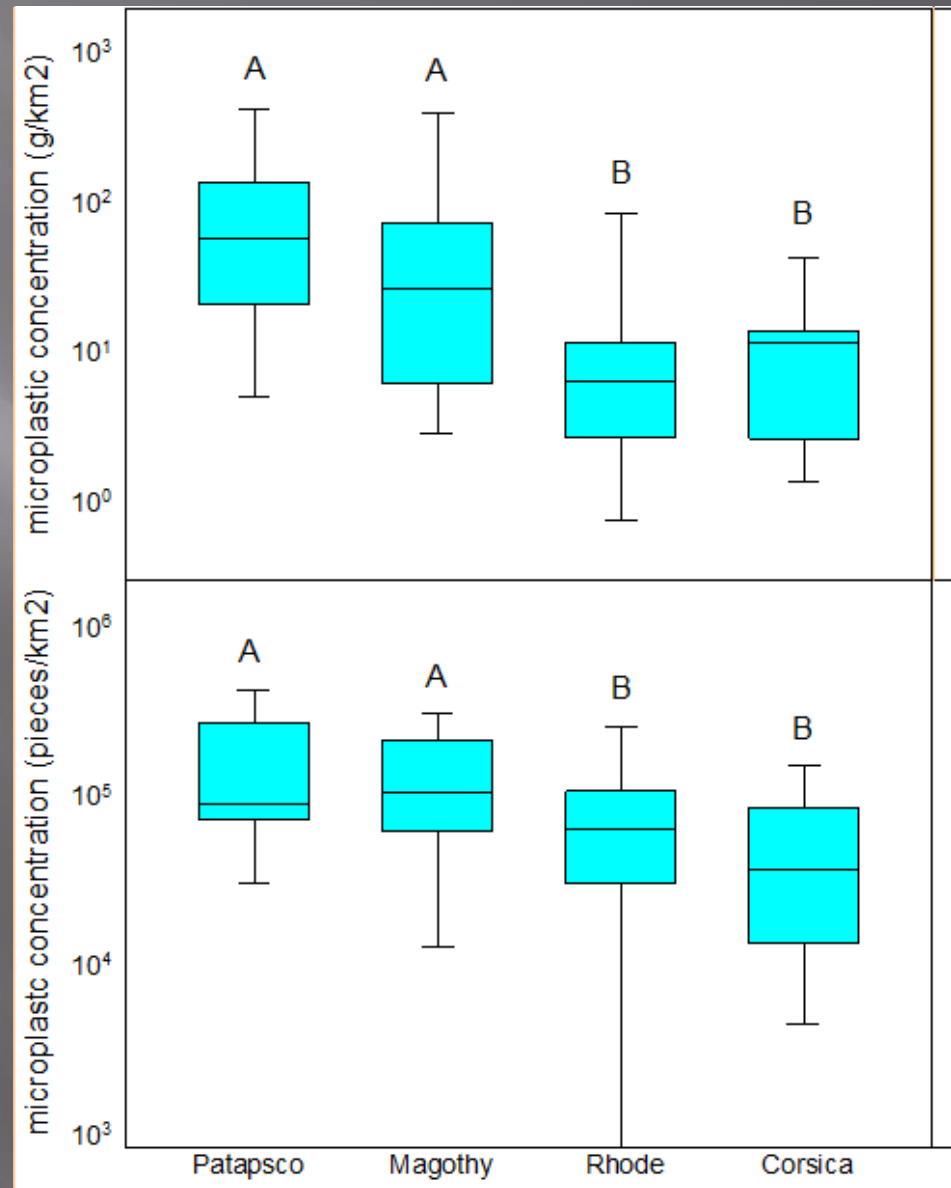 microplastic concentration (g/km2)
10³
10²
10¹
10⁰
A
A
B
B
microplastc concentration (pieces/km2)
10⁶
10⁵
10⁴
10³
A
A
B
B
Patapsco
Magothy
Rhode
Corsica